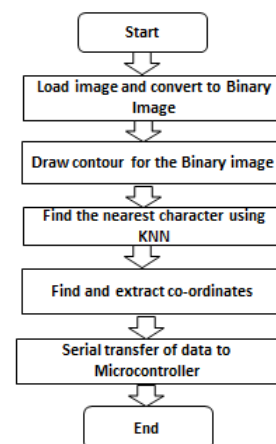 Start
Load image and convert to Binary
Image
Draw contour for the Binary image
Find the nearest character using
KNN
Find and extract co-ordinates
Serial transfer of data to
Microcontroller
End